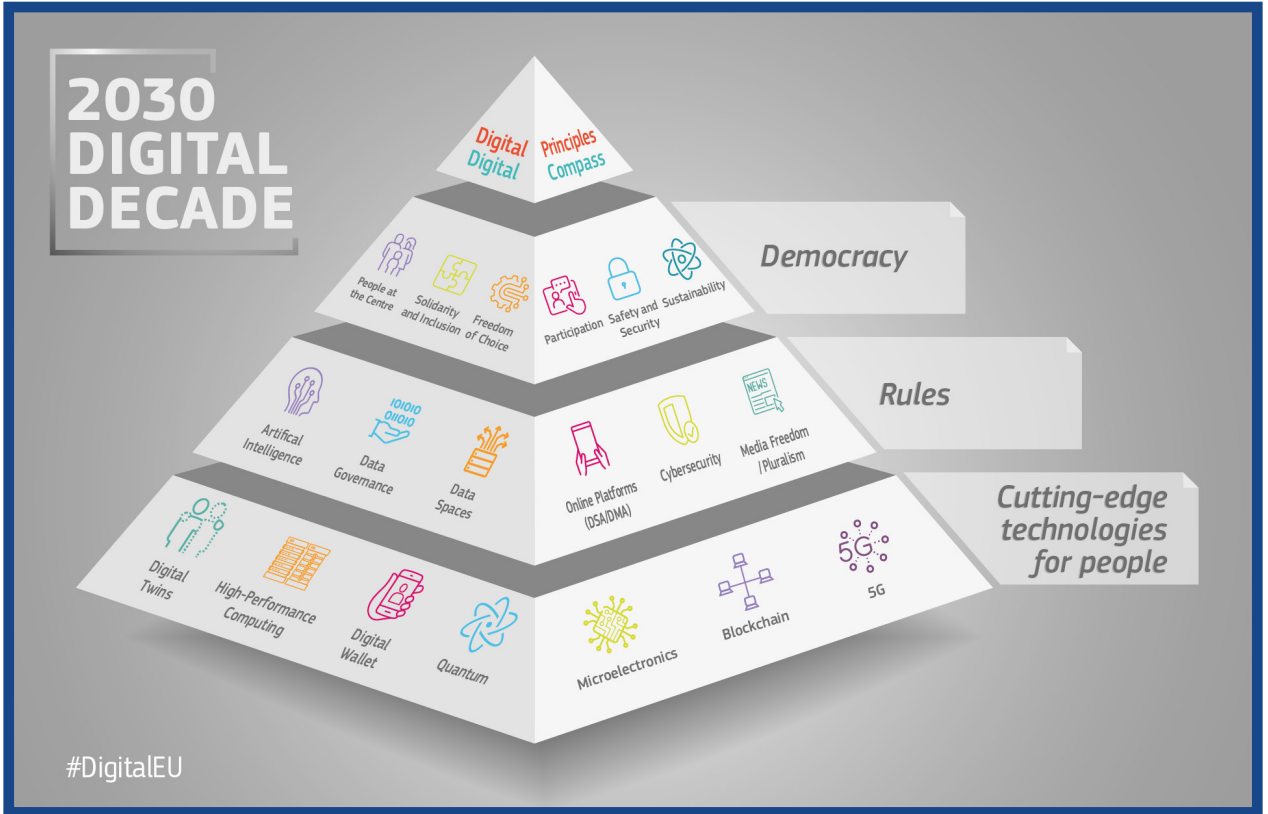 2030
DIGITAL
DECADE
Digital Principles
Digital Compass
People at
the Centre
Solidarity
and Inclusion
Freedom
of Choice
Participation
Safety and
Security
Sustainability
Democracy
Artifical
Intelligence
101010
011010
Data
Governance
Data
Spaces
Online Platforms
(DSA/DMA)
Cybersecurity
NEWS
Media Freedom
/Pluralism
Rules
Digital
Twins
High-Performance
Computing
Digital
Wallet
Quantum
Microelectronics
Blockchain
5G
5G
Cutting-edge
technologies
for people
#DigitalEU